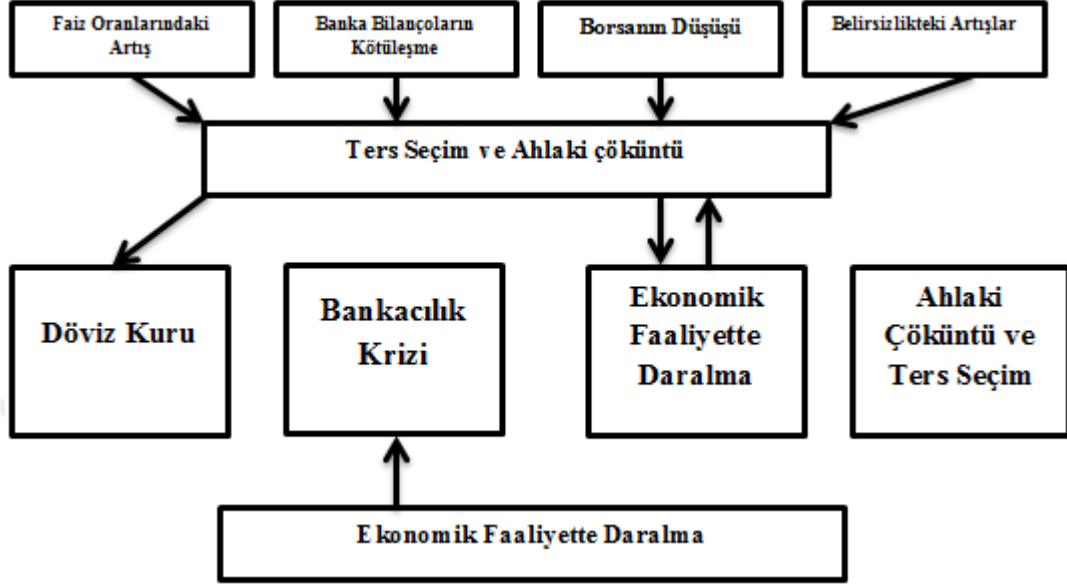 Faiz Oranlarındaki
Artış
Banka Bilançoların
Kötüleşme
Borsanın Düşüşü
Belirsizlikteki Artışlar
Ters Seçim ve Ahlaki çöküntü
Döviz Kuru
Bankacılık
Krizi
Ekonomik
Faaliyette
Daralma
Ahlaki
Çöküntü ve
Ters Seçim
Ekonomik Faaliyette Daralma